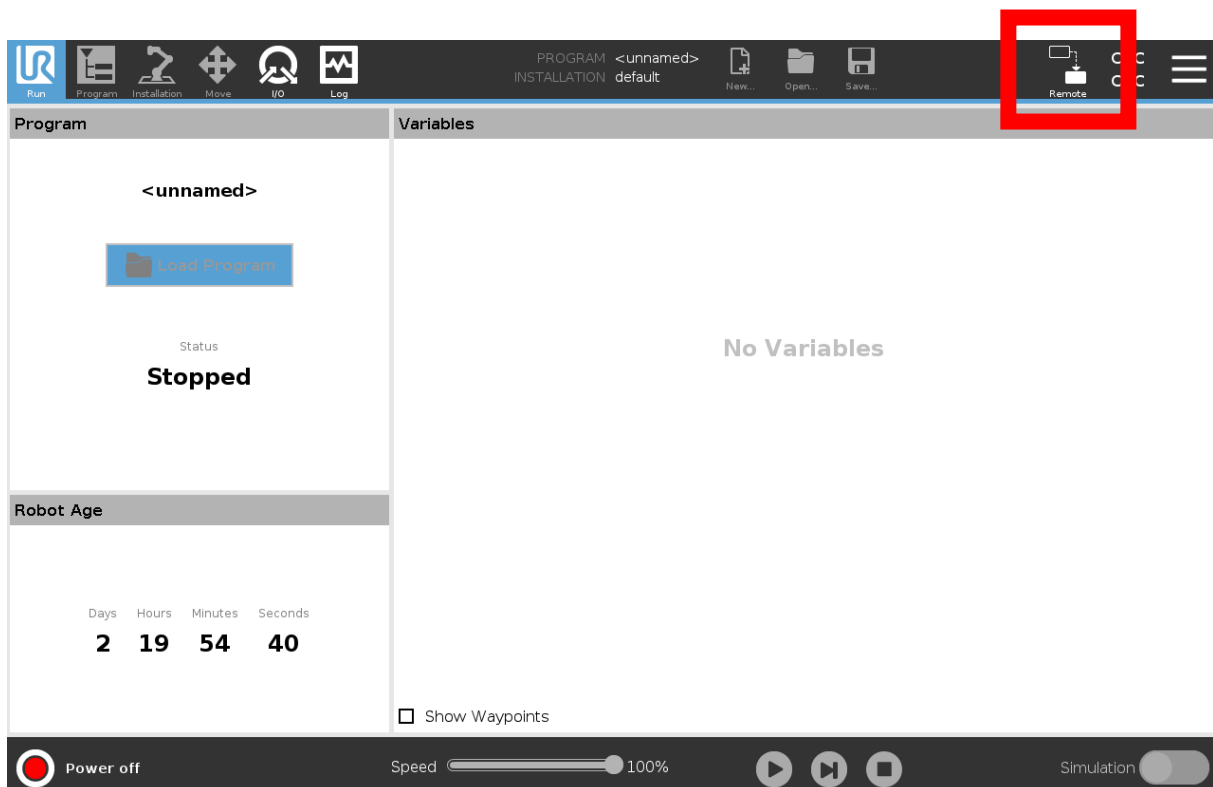 PROGRAM <unnamed>
INSTALLATION default
Run Program Installation Move I/O Log New... Open... Save... Remote
Program
<unnamed>
Load Program
Status
Stopped
Robot Age
Days Hours Minutes Seconds
2 19 54 40
Variables
No Variables
Show Waypoints
Power off Speed 100% Simulation